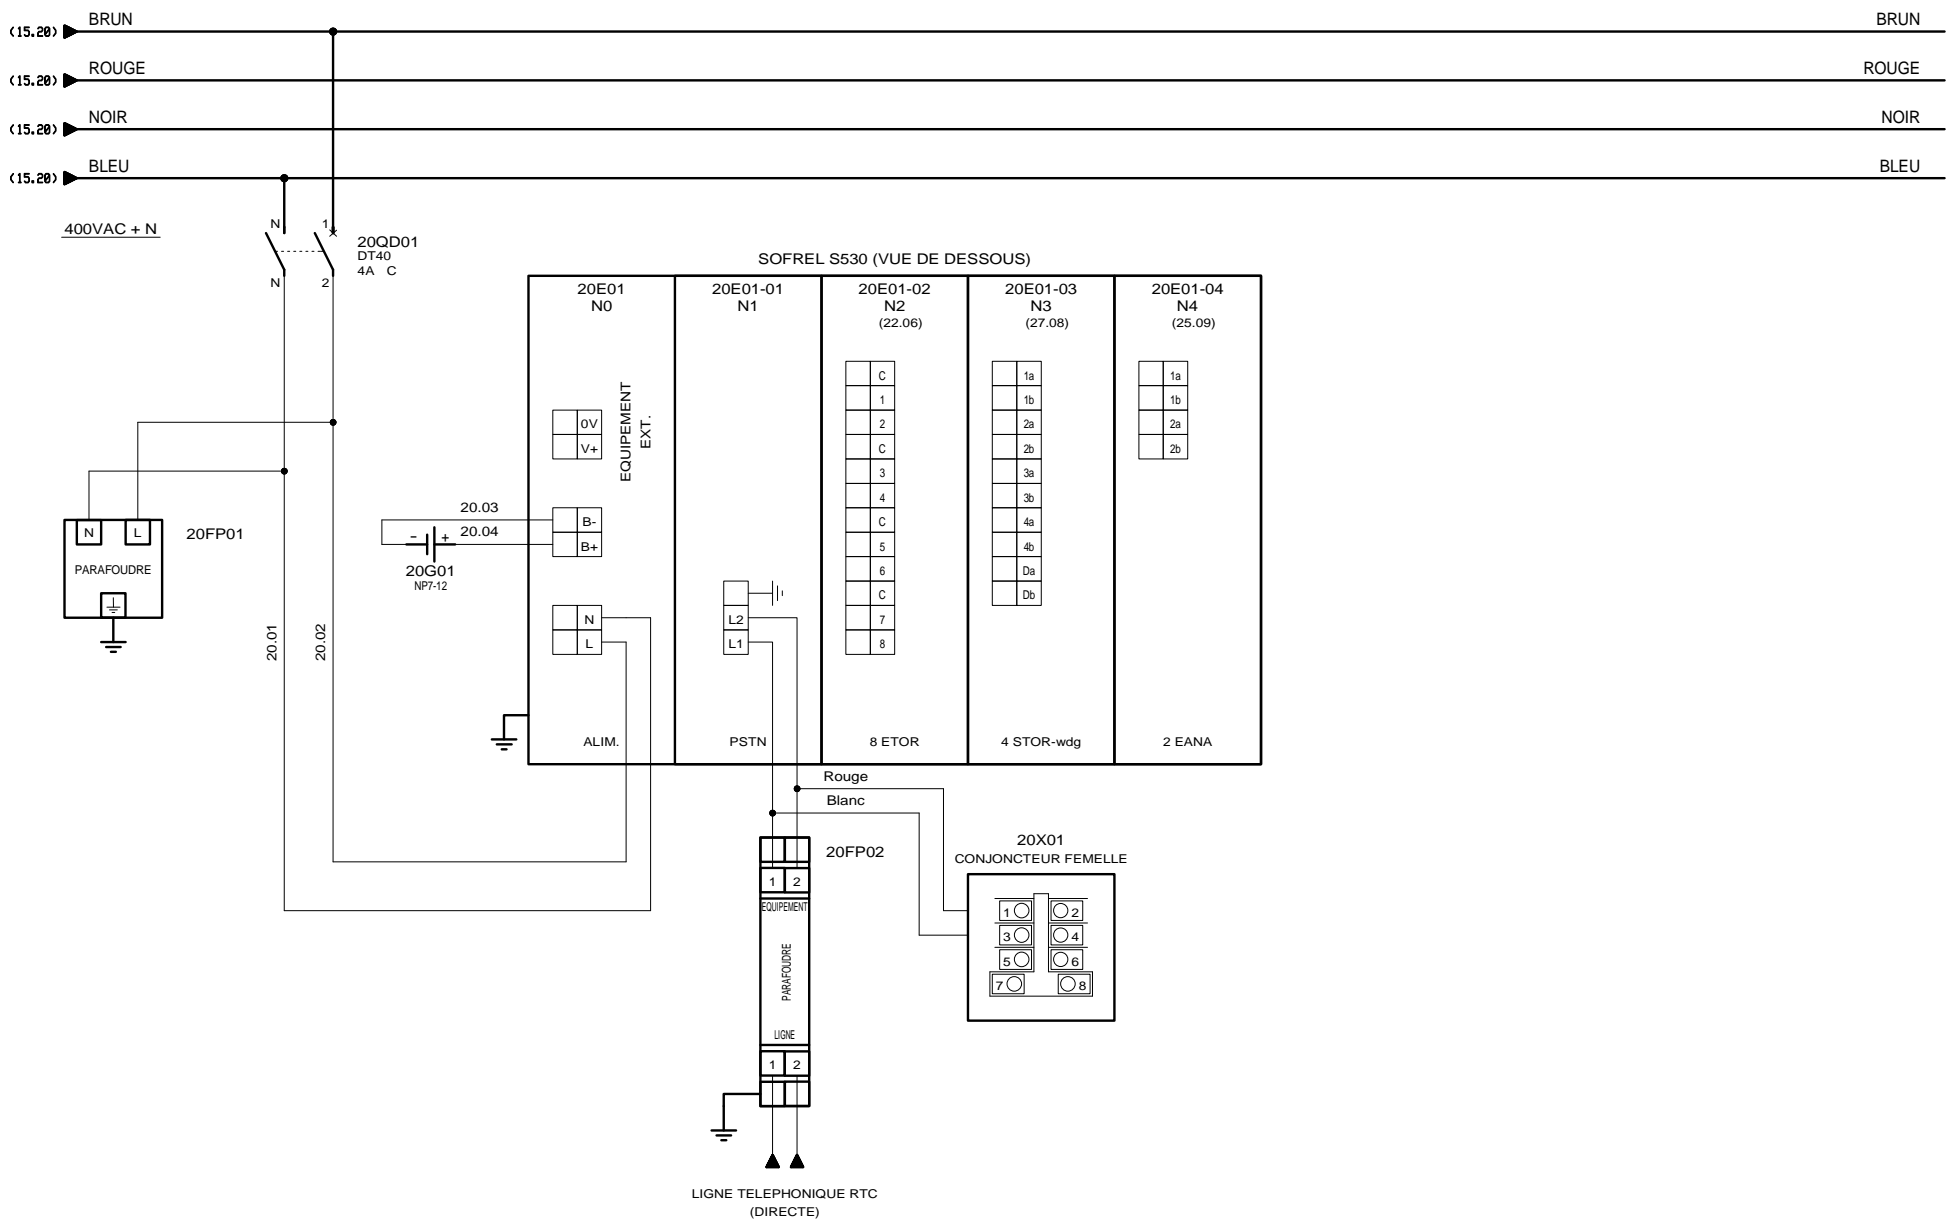 BRUN
BRUN
(15.20)
ROUGE
ROUGE
(15.20)
NOIR
NOIR
(15.20)
BLEU
BLEU
(15.20)
400VAC + N
N
1
20QD01
DT40
4A C
N
2
SOFREL S530 (VUE DE DESSOUS)
20E01
N0
20E01-01
N1
20E01-02
N2
(22.06)
20E01-03
N3
(27.08)
20E01-04
N4
(25.09)
EQUIPEMENT
EXT.
0V
V+
B-
B+
N
L
ALIM.
L2
L1
PSTN
C
1
2
C
3
4
C
5
6
C
7
8
8 ETOR
1a
1b
2a
2b
3a
3b
4a
4b
Da
Db
4 STOR-wdg
1a
1b
2a
2b
2 EANA
20.03
20.04
-
+
20G01
NP7-12
N
L
20FP01
PARAFOUDRE
20.01
20.02
Rouge
Blanc
20FP02
1 2
EQUIPEMENT
PARAFOUDRE
LIGNE
1 2
20X01
CONJONCTEUR FEMELLE
1 2
3 4
5 6
7 8
LIGNE TELEPHONIQUE RTC
(DIRECTE)